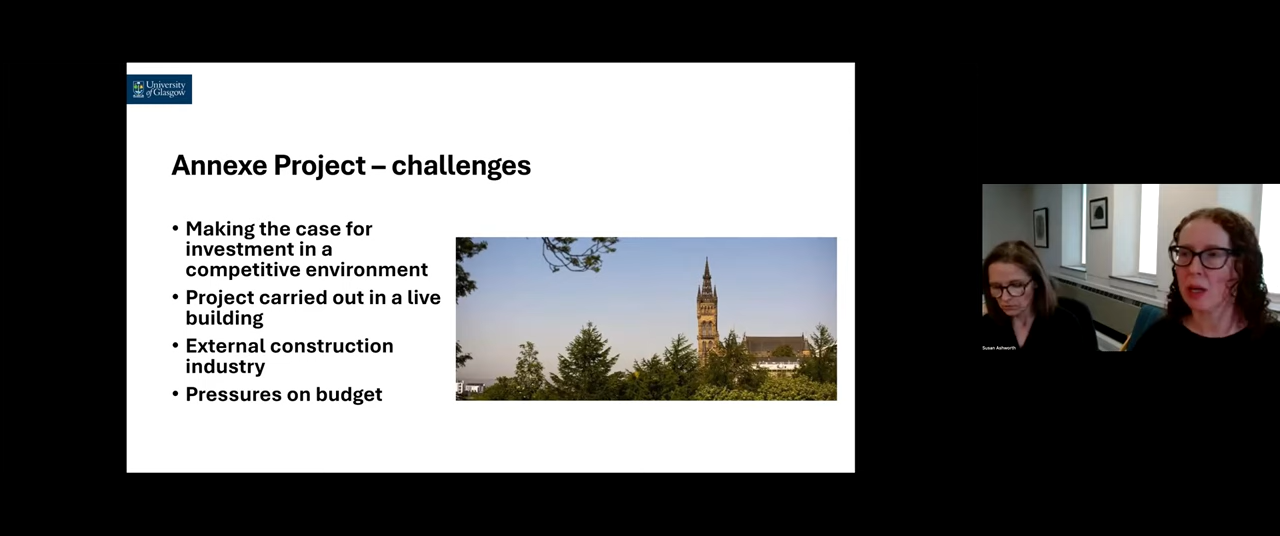 University
of Glasgow
Annexe Project – challenges
• Making the case for
investment in a
competitive environment
• Project carried out in a live
building
• External construction
industry
• Pressures on budget
Susan Ashworth